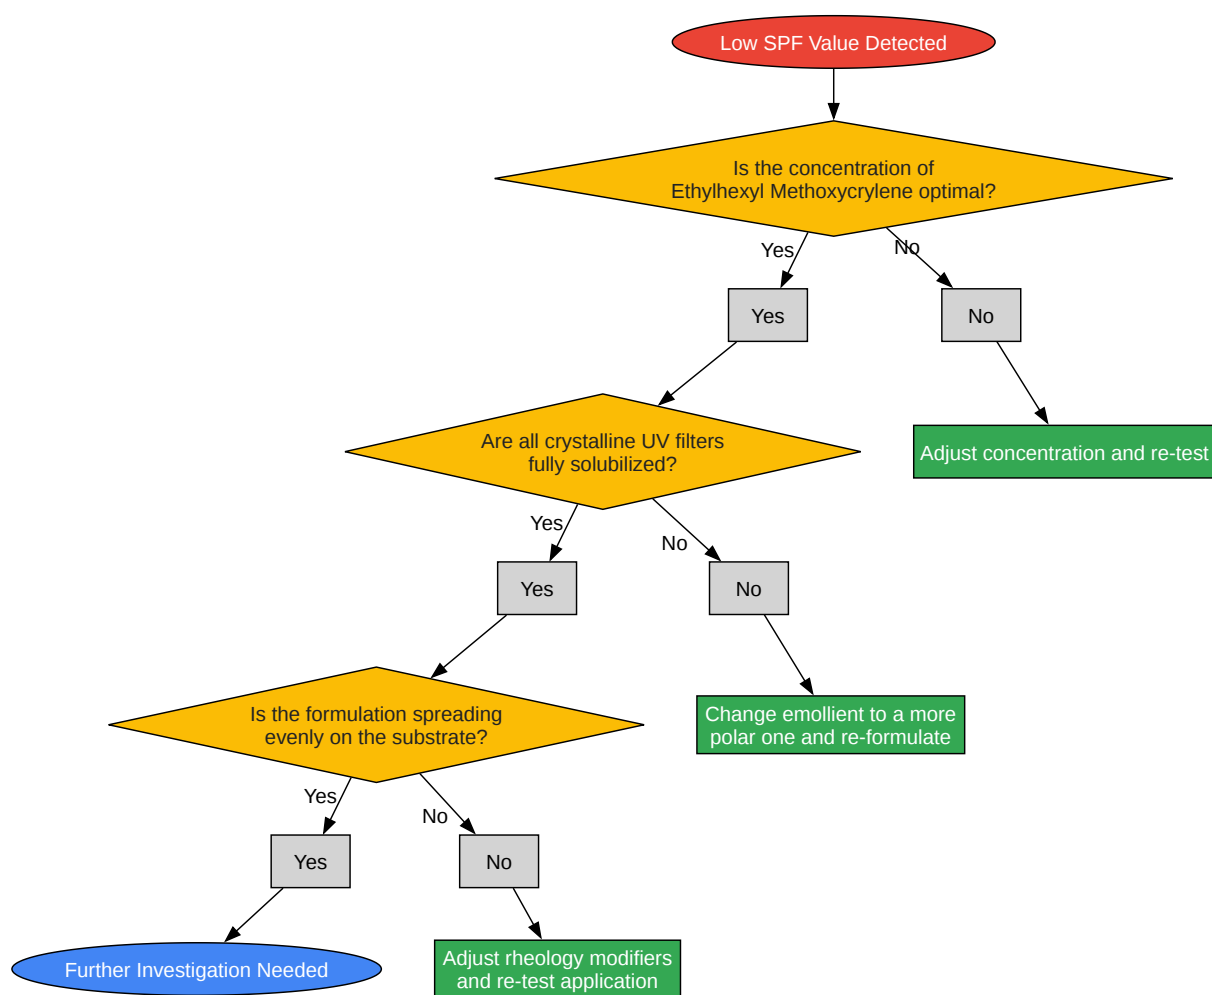 Low SPF Value Detected
Is the concentration of
Ethylhexyl Methoxycrylene optimal?
Yes
No
Yes
No
Are all crystalline UV filters
fully solubilized?
Adjust concentration and re-test
Yes
No
Yes
No
Is the formulation spreading
evenly on the substrate?
Change emollient to a more
polar one and re-formulate
Yes
No
Yes
No
Further Investigation Needed
Adjust rheology modifiers
and re-test application